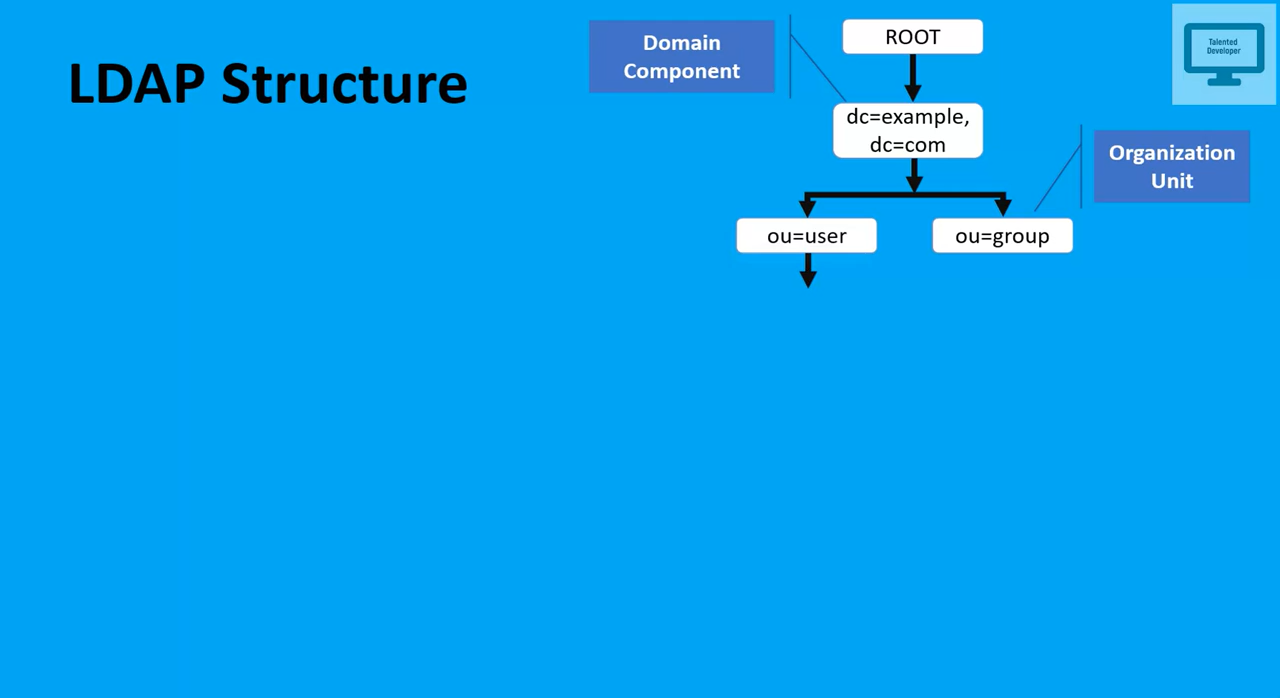 LDAP Structure
Domain
Component
ROOT
Talented
Developer
dc=example,
dc=com
Organization
Unit
ou=user
ou=group